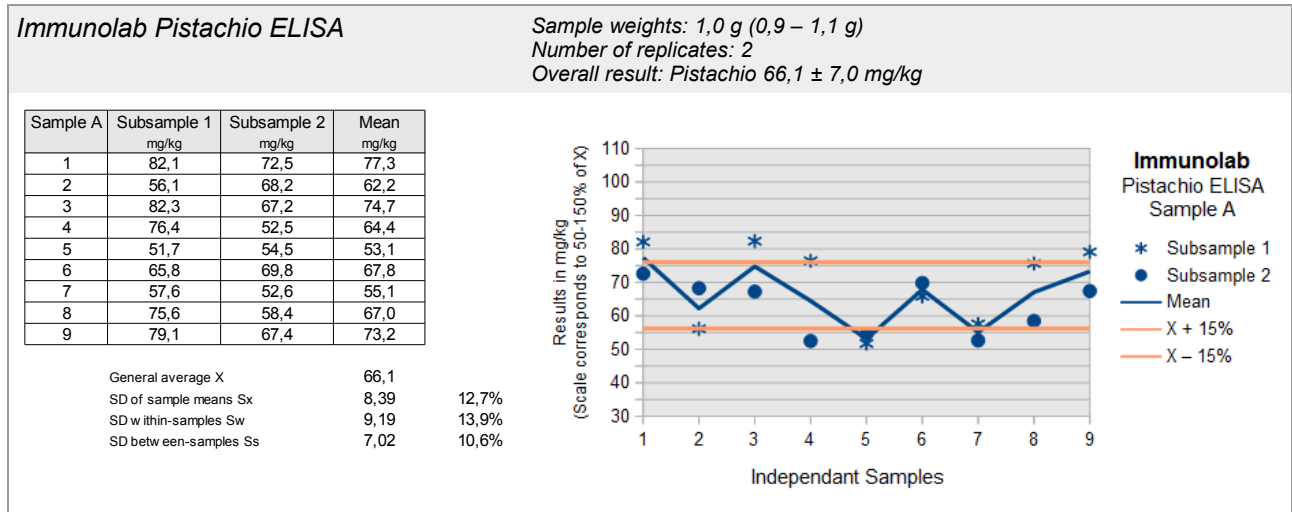 Immunolab Pistachio ELISA
Sample weights: 1,0 g (0,9 – 1,1 g)
Number of replicates: 2
Overall result: Pistachio 66,1 ± 7,0 mg/kg
Sample A Subsample 1 Subsample 2 Mean
mg/kg mg/kg mg/kg
1 82,1 72,5 77,3
2 56,1 68,2 62,2
3 82,3 67,2 74,7
4 76,4 52,5 64,4
5 51,7 54,5 53,1
6 65,8 69,8 67,8
7 57,6 52,6 55,1
8 75,6 58,4 67,0
9 79,1 67,4 73,2
General average X 66,1
SD of sample means Sx 8,39 12,7%
SD w ithin-samples Sw 9,19 13,9%
SD betw een-samples Ss 7,02 10,6%
Results in mg/kg
(Scale corresponds to 50-150% of X)
110
100
90
80
70
60
50
40
30
1 2 3 4 5 6 7 8 9
Independant Samples
Immunolab
Pistachio ELISA
Sample A
Subsample 1
Subsample 2
Mean
X + 15%
X – 15%